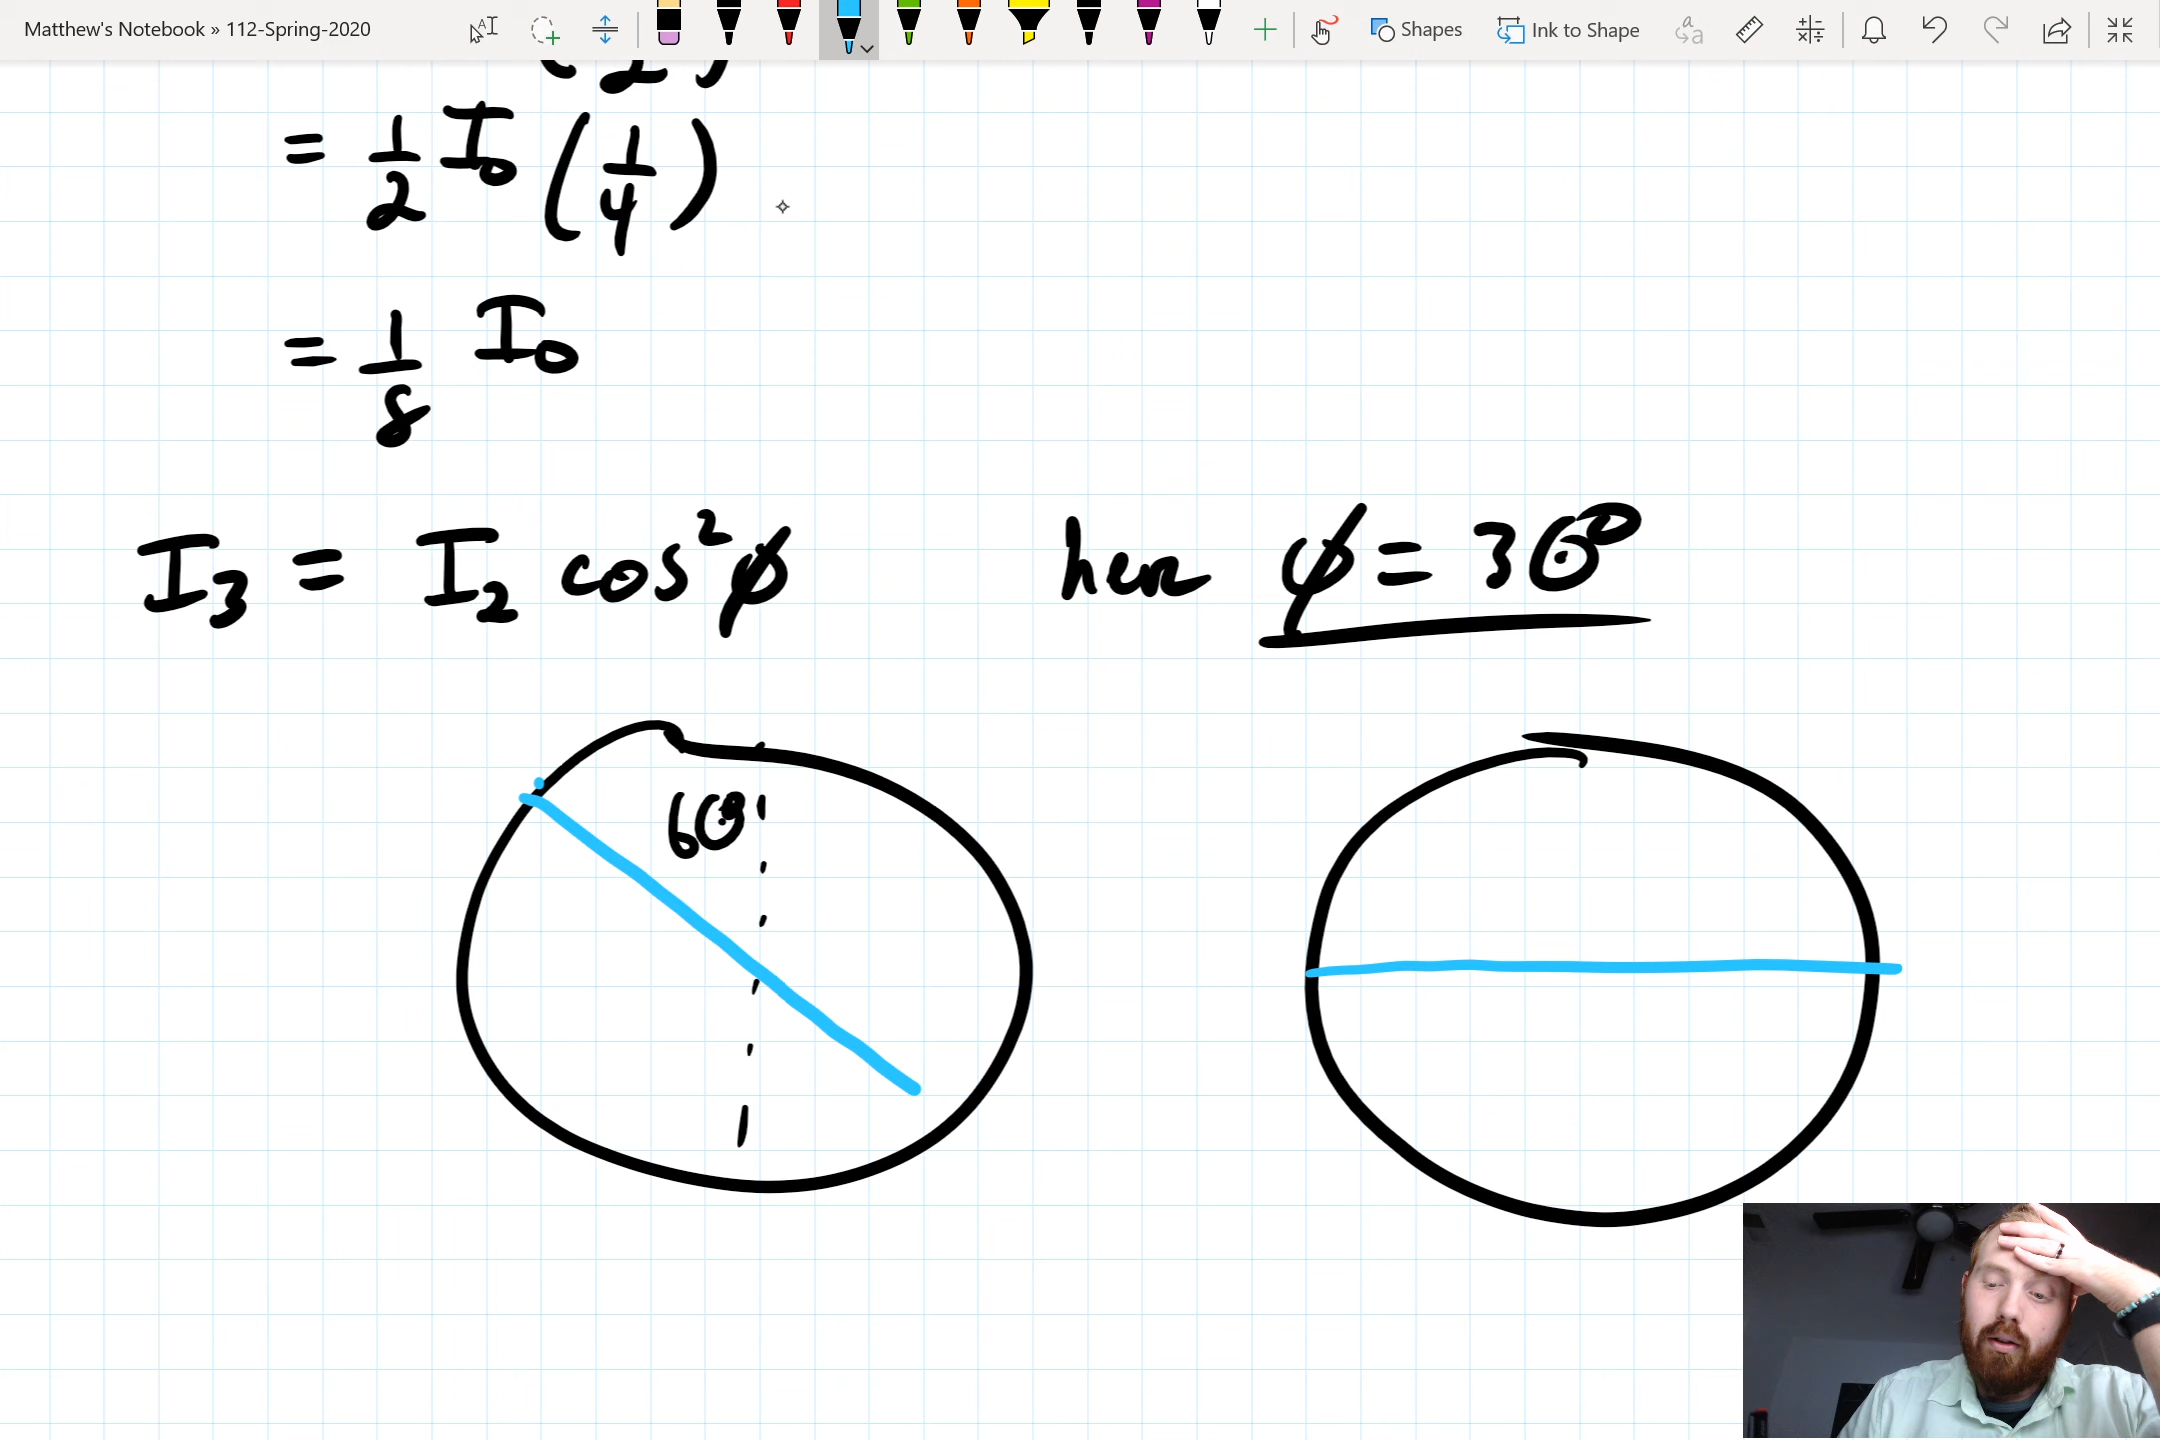 Matthew's Notebook » 112-Spring-2020
Shapes
Ink to Shape
= 1/2 I₀ (1/4)
= 1/8 I₀
I₃ = I₂ cos²φ here φ = 30°
60°